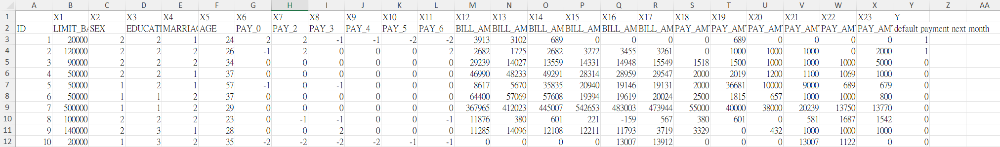 A B C D E F G H I J K L M N O P Q R S T U V W X Y Z AA
1 X1 X2 X3 X4 X5 X6 X7 X8 X9 X10 X11 X12 X13 X14 X15 X16 X17 X18 X19 X20 X21 X22 X23 Y
2 ID LIMIT_BA SEX EDUCATI MARRIAC AGE PAY_0 PAY_2 PAY_3 PAY_4 PAY_5 PAY_6 BILL_AM BILL_AM BILL_AM BILL_AM BILL_AM BILL_AM PAY_AMT PAY_AMT PAY_AMT PAY_AMT PAY_AMT PAY_AMT default payment next month
3 1 20000 2 2 1 24 2 2 -1 -1 -2 -2 3913 3102 689 0 0 0 0 689 0 0 0 0 1
4 2 120000 2 2 2 26 -1 2 0 0 0 2 2682 1725 2682 3272 3455 3261 0 1000 1000 1000 0 2000 1
5 3 90000 2 2 2 34 0 0 0 0 0 0 29239 14027 13559 14331 14948 15549 1518 1500 1000 1000 1000 5000 0
6 4 50000 2 2 1 37 0 0 0 0 0 0 46990 48233 49291 28314 28959 29547 2000 2019 1200 1100 1069 1000 0
7 5 50000 1 2 1 57 -1 0 -1 0 0 0 8617 5670 35835 20940 19146 19131 2000 36681 10000 9000 689 679 0
8 6 50000 1 1 2 37 0 0 0 0 0 0 64400 57069 57608 19394 19619 20024 2500 1815 657 1000 1000 800 0
9 7 500000 1 1 2 29 0 0 0 0 0 0 367965 412023 445007 542653 483003 473944 55000 40000 38000 20239 13750 13770 0
10 8 100000 2 2 2 23 0 -1 -1 0 0 -1 11876 380 601 221 -159 567 380 601 0 581 1687 1542 0
11 9 140000 2 3 1 28 0 0 2 0 0 0 11285 14096 12108 12211 11793 3719 3329 0 432 1000 1000 1000 0
12 10 20000 1 3 2 35 -2 -2 -2 -2 -1 -1 0 0 0 0 13007 13912 0 0 0 13007 1122 0 0